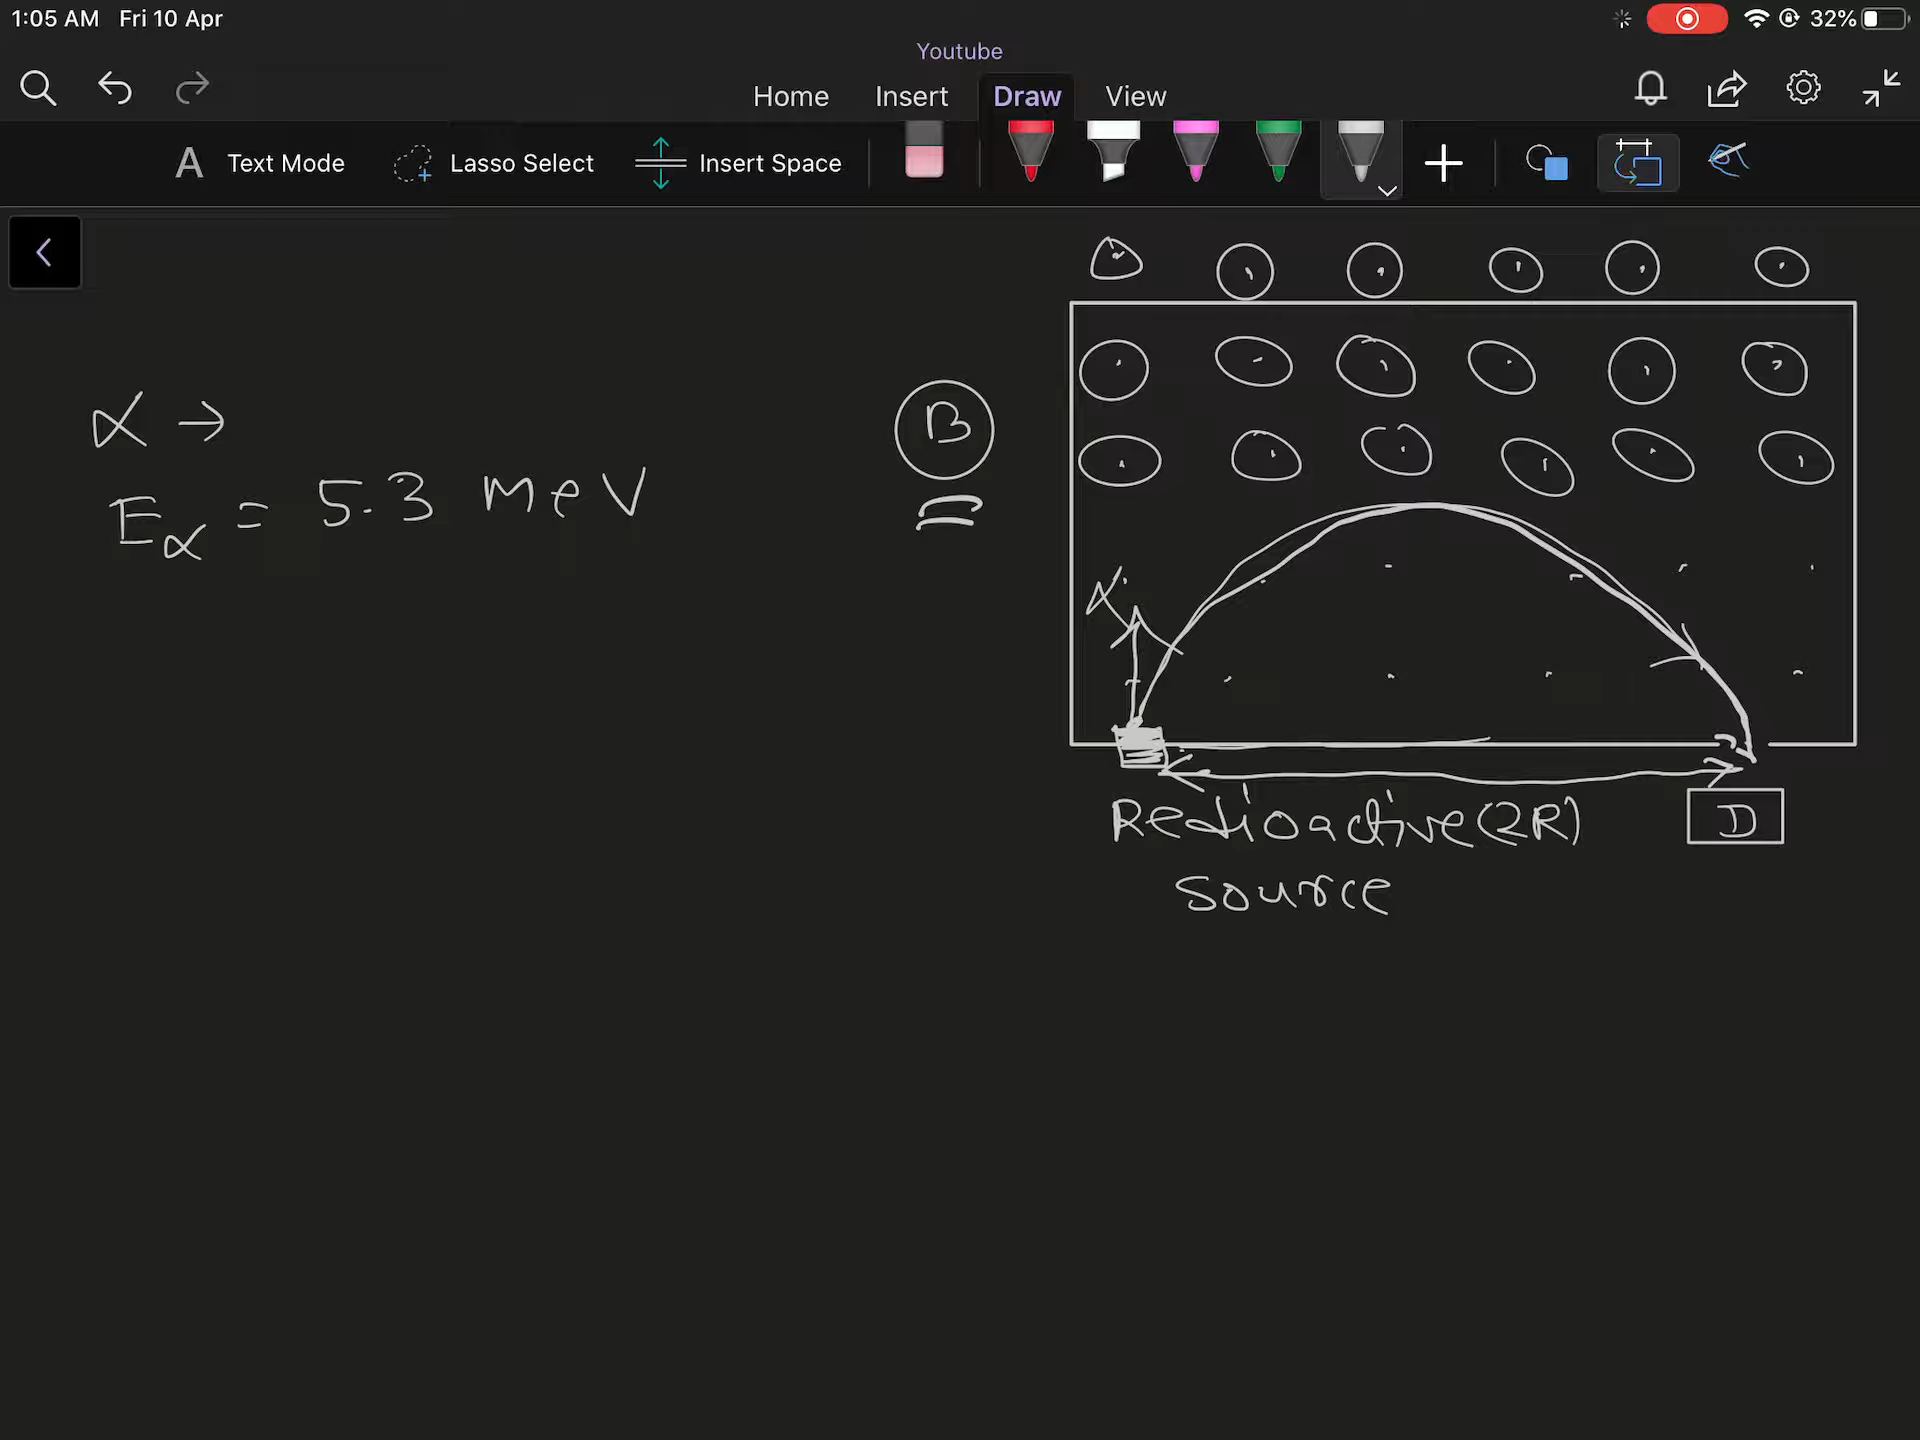 1:05 AM Fri 10 Apr
32%
Youtube
Home Insert Draw View
A Text Mode Lasso Select Insert Space
α →
Eα = 5.3 meV
B
α
Redioactive (2R)
Source
D